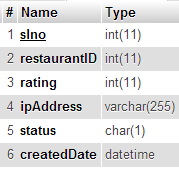 # Name Type
1 slno int(11)
2 restaurantID int(11)
3 rating int(11)
4 ipAddress varchar(255)
5 status char(1)
6 createdDate datetime